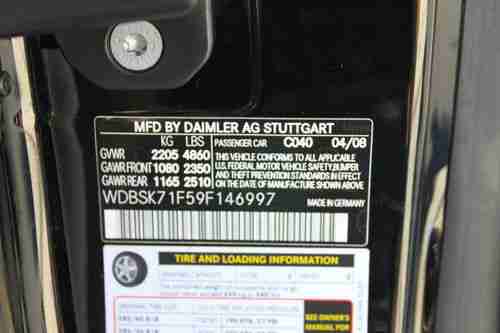 MFD BY DAIMLER AG STUTTGART
KG LBS PASSENGER CAR C040 04/08
GVWR 2205 4860 THIS VEHICLE CONFORMS TO ALL APPLICABLE
GAWR FRONT 1080 2350 U.S. FEDERAL MOTOR VEHICLE SAFETY, BUMPER
GAWR REAR 1165 2510 AND THEFT PREVENTION STANDARDS IN EFFECT
ON THE DATE OF MANUFACTURE SHOWN ABOVE
WDBSK71F59F146997 MADE IN GERMANY
TIRE AND LOADING INFORMATION
SEE OWNER'S
MANUAL FOR